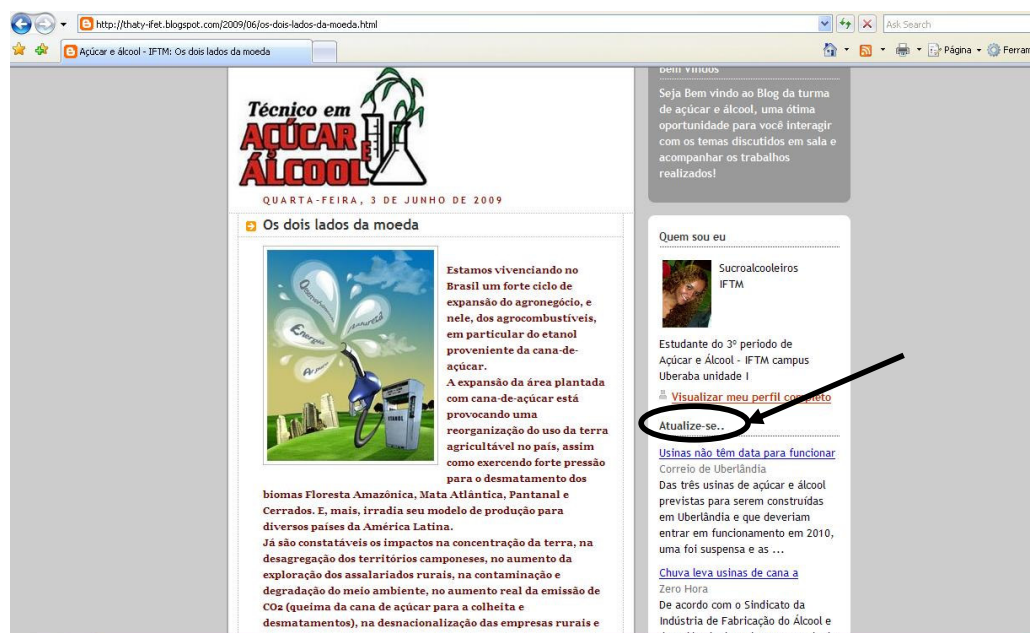 http://thaty-ifet.blogspot.com/2009/06/os-dois-lados-da-moeda.html
Ask Search
Açúcar e álcool - IFTM: Os dois lados da moeda
Página
Ferram
Técnico em
AÇÚCAR E
ÁLCOOL
QUARTA-FEIRA, 3 DE JUNHO DE 2009
Os dois lados da moeda
Energia
Estamos vivenciando no
Brasil um forte ciclo de
expansão do agronegócio, e
nele, dos agrocombustíveis,
em particular do etanol
proveniente da cana-de-
açúcar.
A expansão da área plantada
com cana-de-açúcar está
provocando uma
reorganização do uso da terra
agricultável no país, assim
como exercendo forte pressão
para o desmatamento dos
biomas Floresta Amazônica, Mata Atlântica, Pantanal e
Cerrados. E, mais, irradia seu modelo de produção para
diversos países da América Latina.
Já são constatáveis os impactos na concentração da terra, na
desagregação dos territórios camponeses, no aumento da
exploração dos assalariados rurais, na contaminação e
degradação do meio ambiente, no aumento real da emissão de
CO2 (queima da cana de açúcar para a colheita e
desmatamentos), na desnacionalização das empresas rurais e
ETANOL
Bem Vindos
Seja Bem vindo ao Blog da turma
de açúcar e álcool, uma ótima
oportunidade para você interagir
com os temas discutidos em sala e
acompanhar os trabalhos
realizados!
Quem sou eu
Sucroalcooleiros
IFTM
Estudante do 3º periodo de
Açúcar e Álcool - IFTM campus
Uberaba unidade I
Visualizar meu perfil completo
Atualize-se..
Usinas não têm data para funcionar
Correio de Uberlândia
Das três usinas de açúcar e álcool
previstas para serem construídas
em Uberlândia e que deveriam
entrar em funcionamento em 2010,
uma foi suspensa e as ...
Chuva leva usinas de cana a
Zero Hora
De acordo com o Sindicato da
Indústria de Fabricação do Álcool e